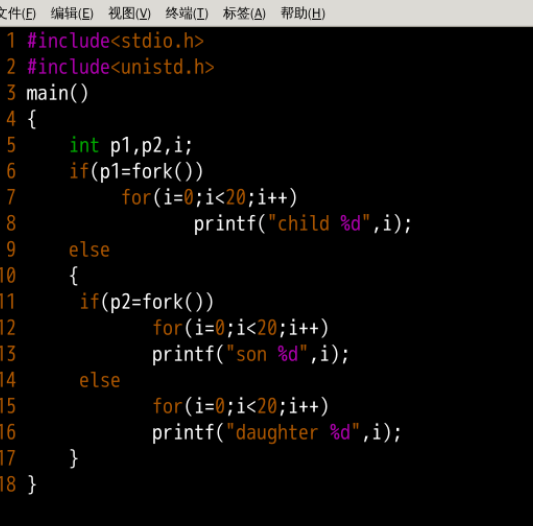 文件(F) 编辑(E) 视图(V) 终端(T) 标签(A) 帮助(H)
1 #include<stdio.h>
2 #include<unistd.h>
3 main()
4 {
5     int p1,p2,i;
6     if(p1=fork())
7          for(i=0;i<20;i++)
8                 printf("child %d",i);
9     else
10     {
11      if(p2=fork())
12             for(i=0;i<20;i++)
13             printf("son %d",i);
14      else
15             for(i=0;i<20;i++)
16             printf("daughter %d",i);
17     }
18 }